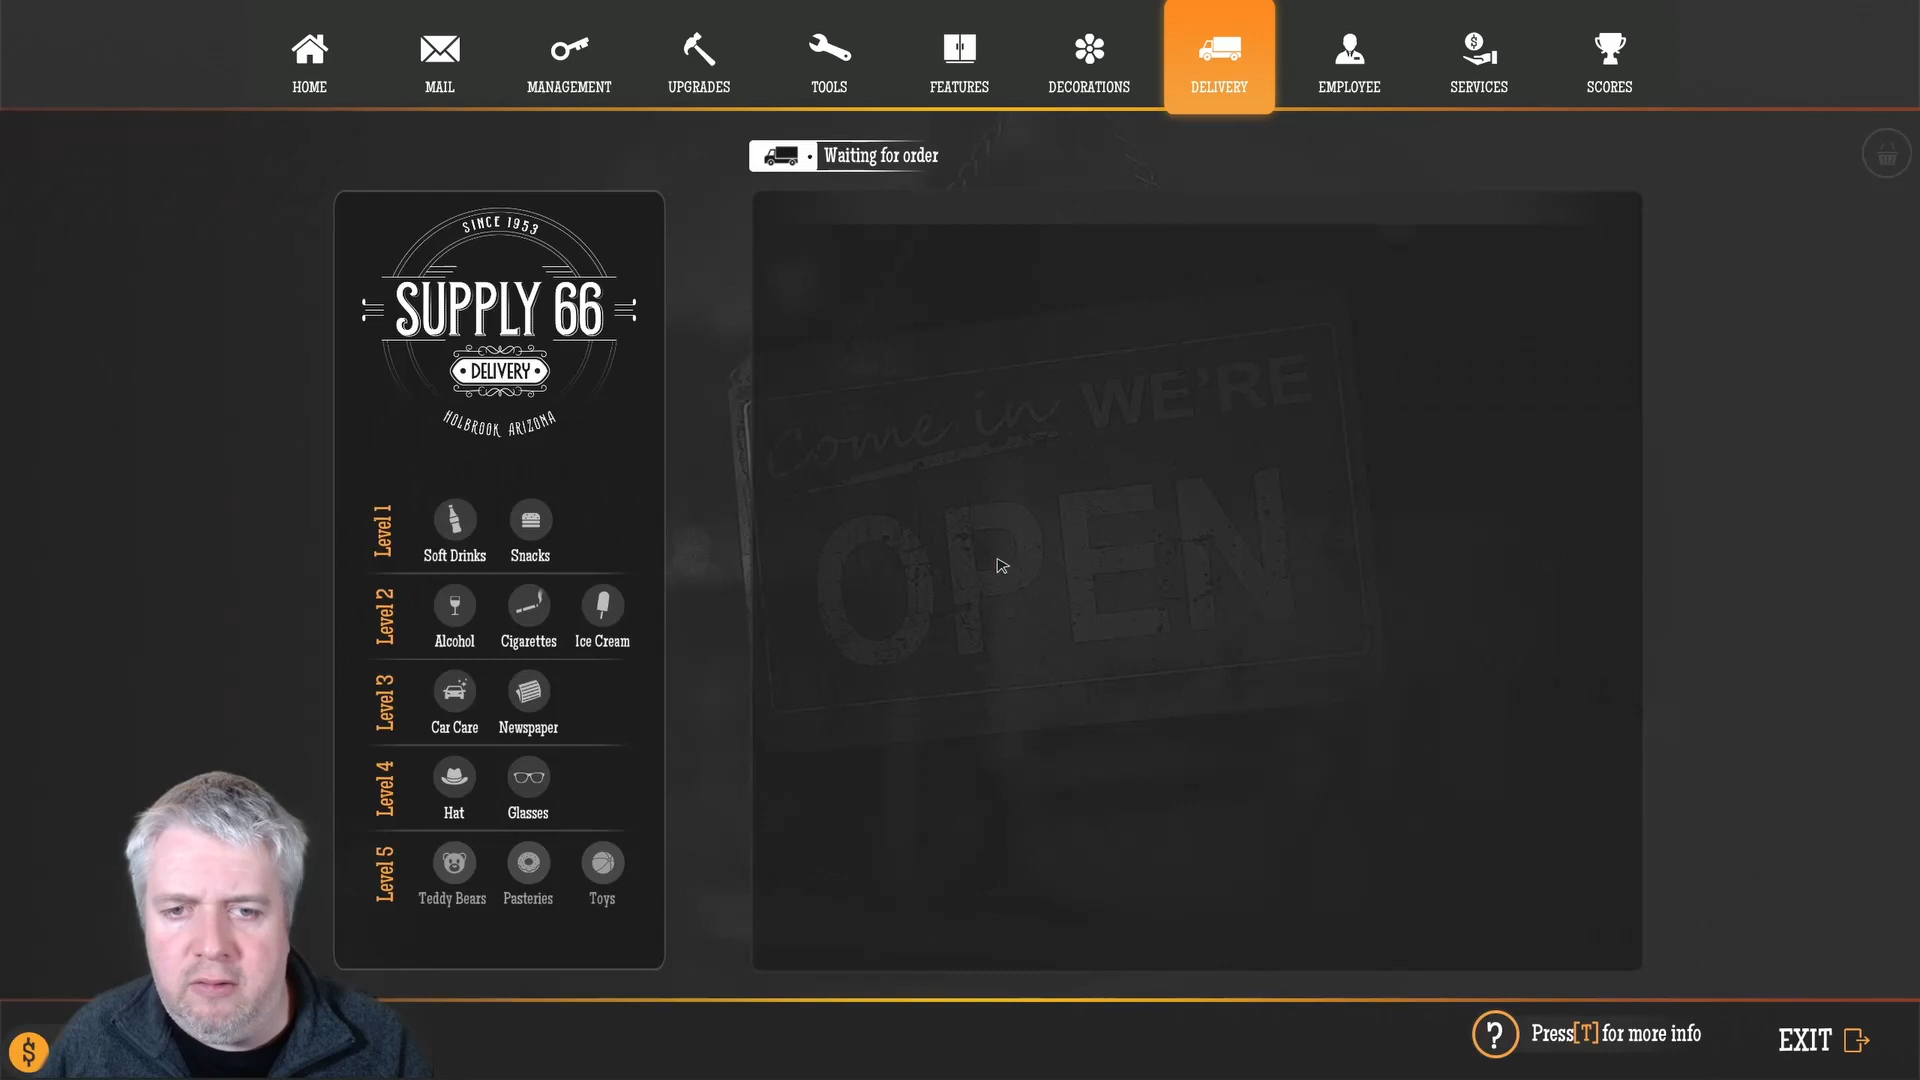 HOME
MAIL
MANAGEMENT
UPGRADES
TOOLS
FEATURES
DECORATIONS
DELIVERY
EMPLOYEE
SERVICES
SCORES
Waiting for order
SINCE 1953
SUPPLY 66
DELIVERY
HOLBROOK ARIZONA
Come in WE'RE
OPEN
Level 1
Soft Drinks
Snacks
Level 2
Alcohol
Cigarettes
Ice Cream
Level 3
Car Care
Newspaper
Level 4
Hat
Glasses
Level 5
Teddy Bears
Pasteries
Toys
$
? Press[T] for more info
EXIT